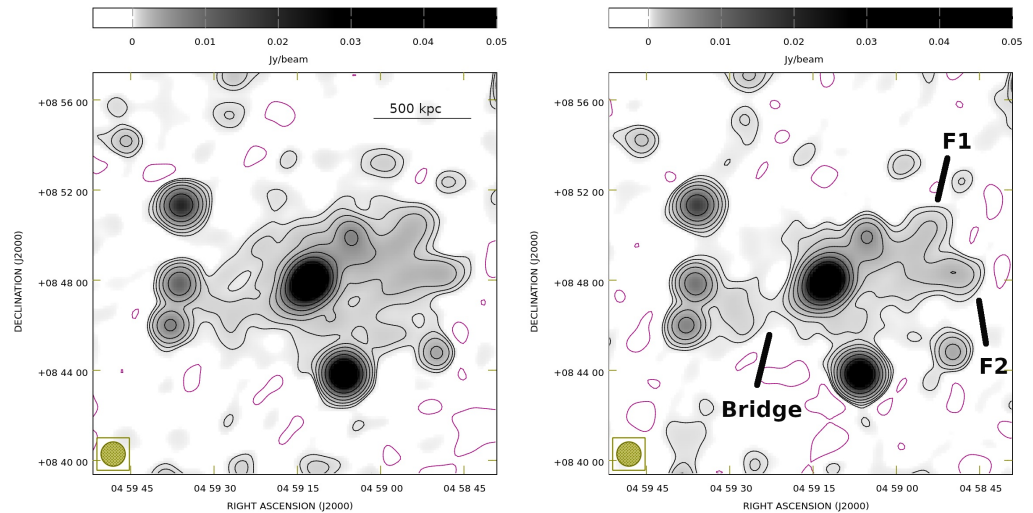 0 0.01 0.02 0.03 0.04 0.05
Jy/beam
500 kpc
+08 56 00
+08 52 00
+08 48 00
+08 44 00
+08 40 00
DECLINATION (J2000)
04 59 45 04 59 30 04 59 15 04 59 00 04 58 45
RIGHT ASCENSION (J2000)
0 0.01 0.02 0.03 0.04 0.05
Jy/beam
+08 56 00
F1
+08 52 00
+08 48 00
+08 44 00
F2
Bridge
+08 40 00
DECLINATION (J2000)
04 59 45 04 59 30 04 59 15 04 59 00 04 58 45
RIGHT ASCENSION (J2000)